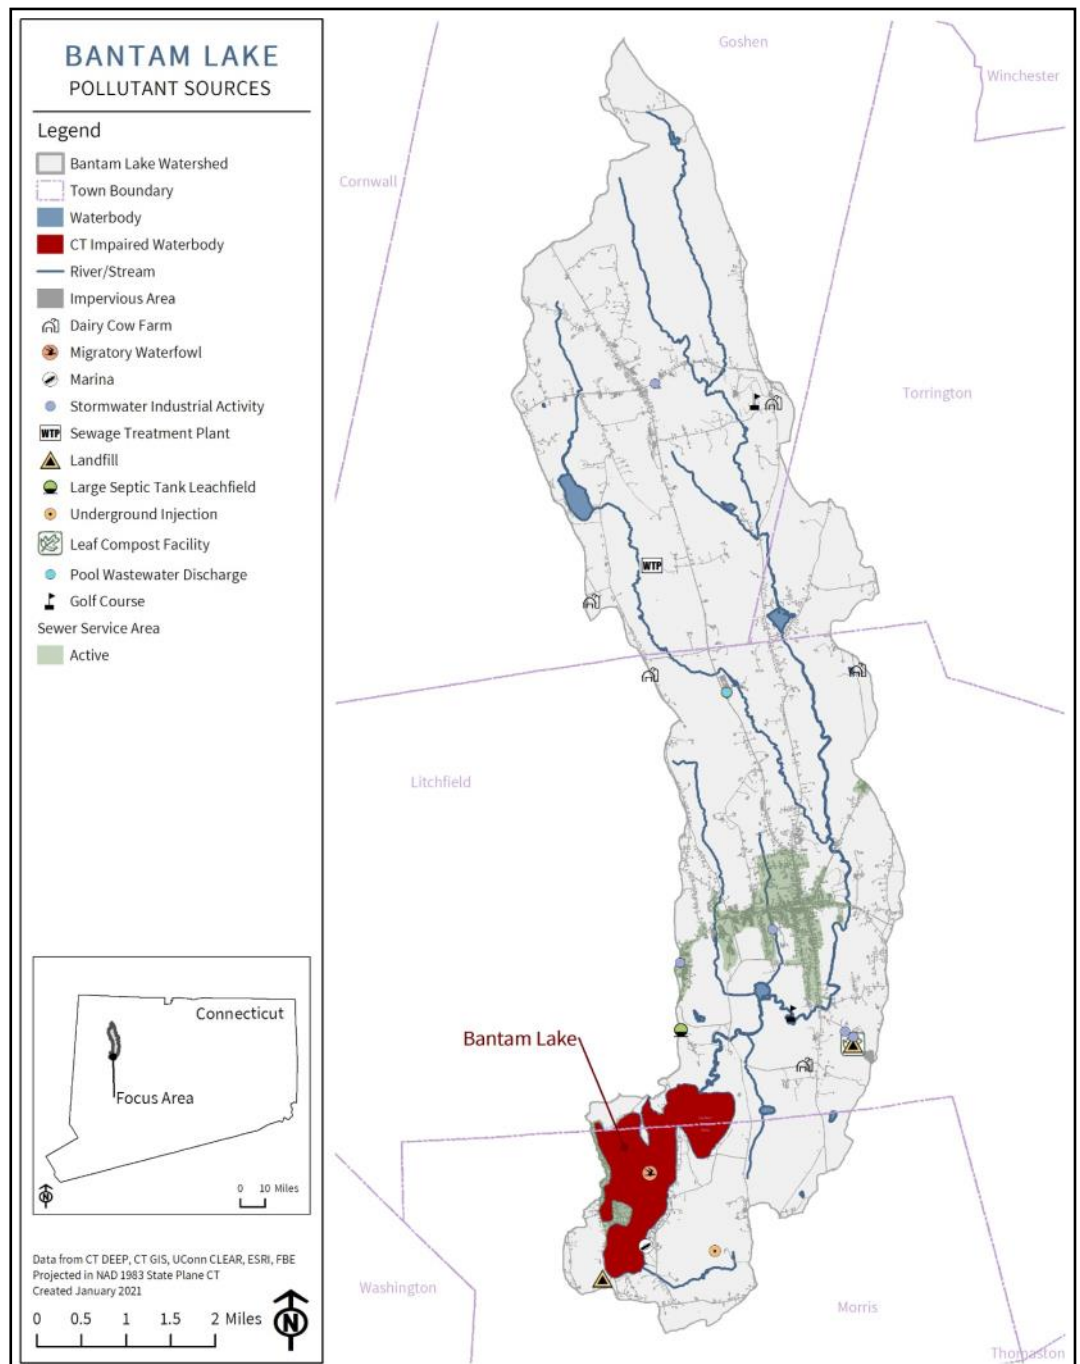 BANTAM LAKE
POLLUTANT SOURCES
Legend
Bantam Lake Watershed
Town Boundary
Waterbody
CT Impaired Waterbody
River/Stream
Impervious Area
Dairy Cow Farm
Migratory Waterfowl
Marina
Stormwater Industrial Activity
WTP Sewage Treatment Plant
Landfill
Large Septic Tank Leachfield
Underground Injection
Leaf Compost Facility
Pool Wastewater Discharge
Golf Course
Sewer Service Area
Active
Connecticut
Focus Area
N
0 10 Miles
Data from CT DEEP, CT GIS, UConn CLEAR, ESRI, FBE
Projected in NAD 1983 State Plane CT
Created January 2021
0 0.5 1 1.5 2 Miles
N
Goshen
Winchester
Cornwall
Torrington
WTP
Litchfield
Bantam Lake
Washington
Morris
Thomaston